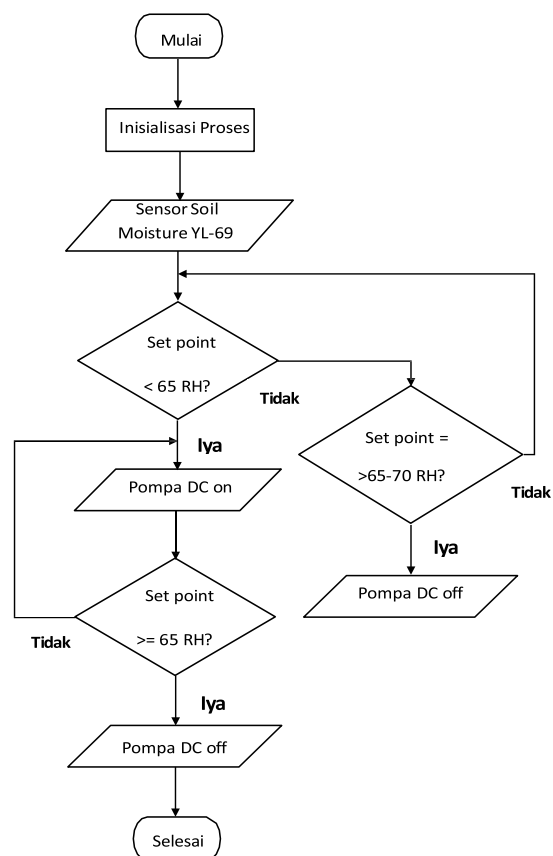 Mulai
Inisialisasi Proses
Sensor Soil
Moisture YL-69
Set point
< 65 RH?
Tidak
Iya
Set point =
>65-70 RH?
Tidak
Iya
Pompa DC off
Pompa DC on
Set point
>= 65 RH?
Tidak
Iya
Pompa DC off
Selesai